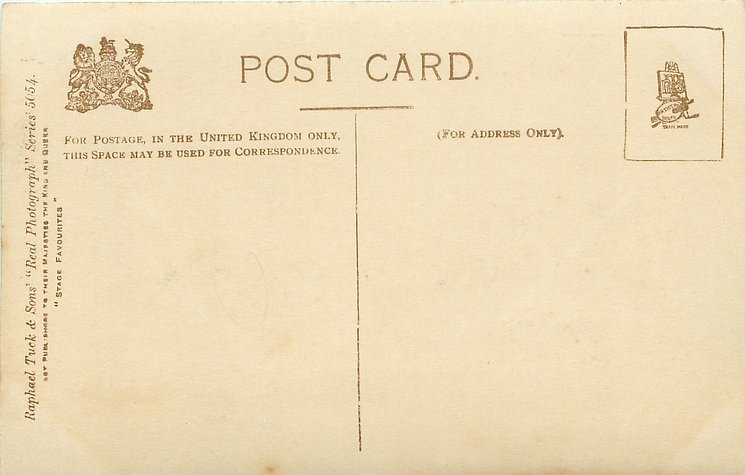 POST CARD.
FOR POSTAGE, IN THE UNITED KINGDOM ONLY,
THIS SPACE MAY BE USED FOR CORRESPONDENCE.
(FOR ADDRESS ONLY).
TRADE MARK
Raphael Tuck & Sons' "Real Photograph" Series 5054.
ART PUBLISHERS TO THEIR MAJESTIES THE KING AND QUEEN
"STAGE FAVOURITES"